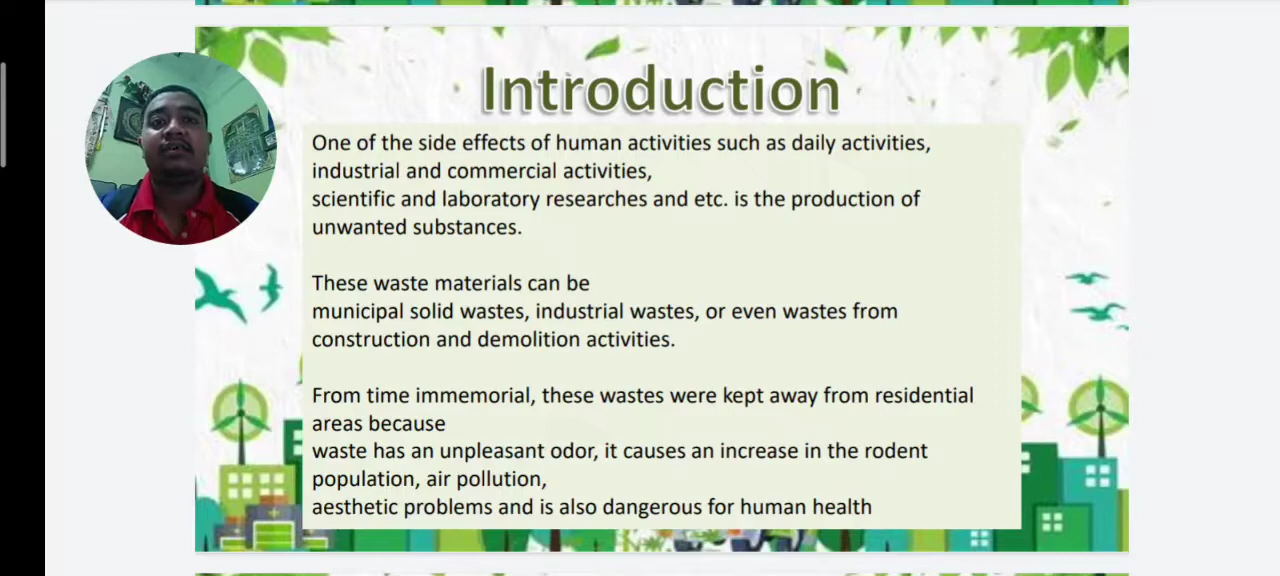 Introduction
One of the side effects of human activities such as daily activities,
industrial and commercial activities,
scientific and laboratory researches and etc. is the production of
unwanted substances.
These waste materials can be
municipal solid wastes, industrial wastes, or even wastes from
construction and demolition activities.
From time immemorial, these wastes were kept away from residential
areas because
waste has an unpleasant odor, it causes an increase in the rodent
population, air pollution,
aesthetic problems and is also dangerous for human health